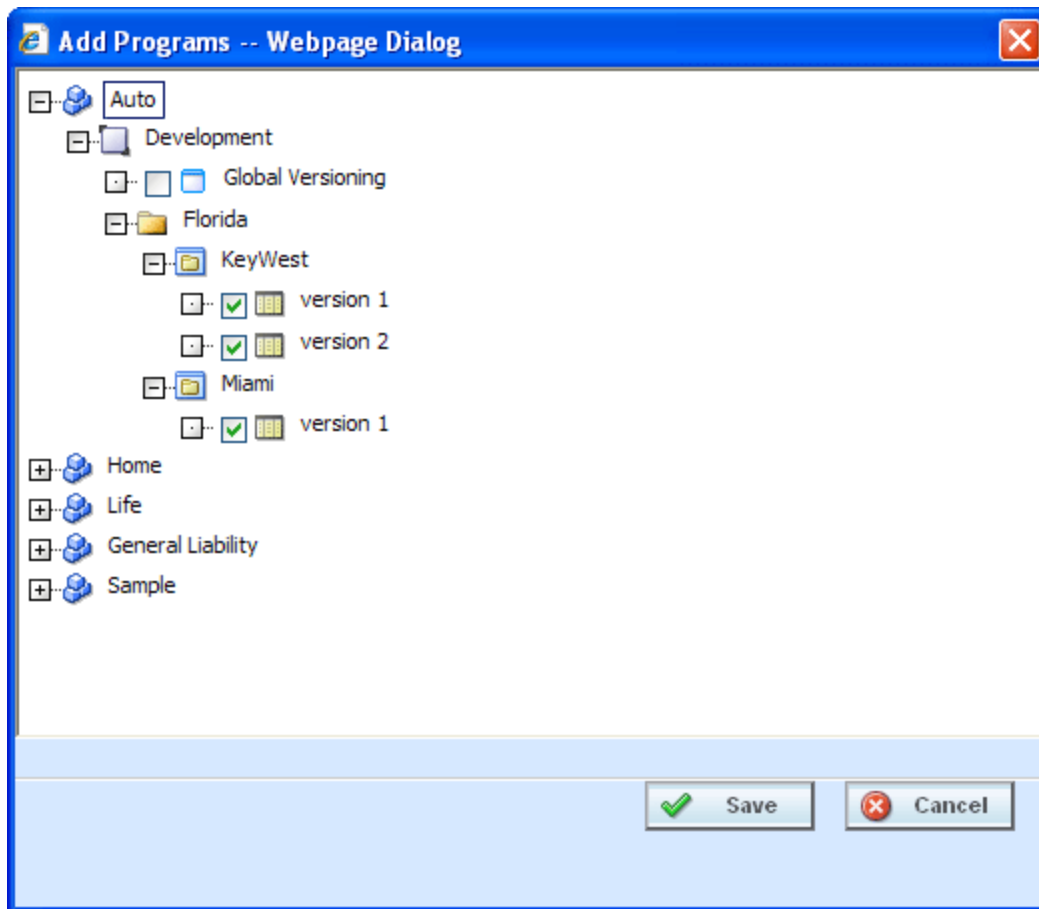 Add Programs -- Webpage Dialog
Auto
Development
Global Versioning
Florida
KeyWest
version 1
version 2
Miami
version 1
Home
Life
General Liability
Sample
Save Cancel